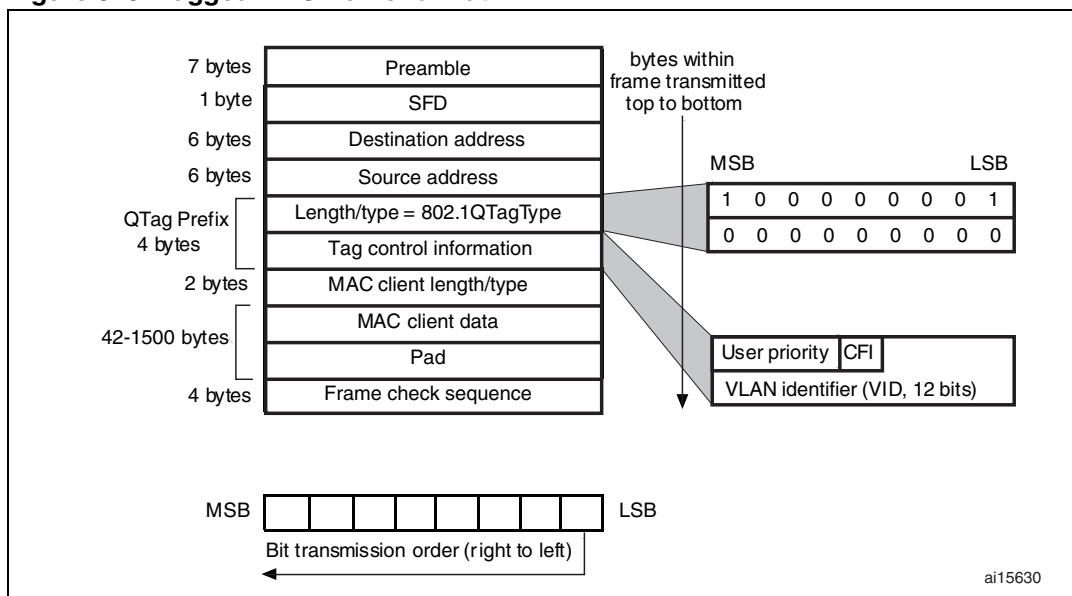 7 bytes
Preamble
1 byte
SFD
6 bytes
Destination address
6 bytes
Source address
QTag Prefix
4 bytes
Length/type = 802.1QTagType
Tag control information
2 bytes
MAC client length/type
42-1500 bytes
MAC client data
Pad
4 bytes
Frame check sequence
bytes within
frame transmitted
top to bottom
MSB LSB
1 0 0 0 0 0 0 0 1
0 0 0 0 0 0 0 0 0
User priority CFI
VLAN identifier (VID, 12 bits)
MSB LSB
Bit transmission order (right to left)
ai15630